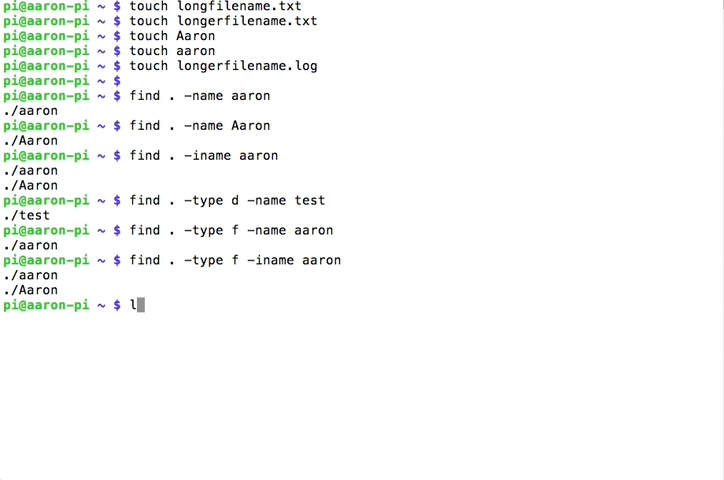 pi@aaron-pi ~ $ touch longfilename.txt
pi@aaron-pi ~ $ touch longerfilename.txt
pi@aaron-pi ~ $ touch Aaron
pi@aaron-pi ~ $ touch aaron
pi@aaron-pi ~ $ touch longerfilename.log
pi@aaron-pi ~ $
pi@aaron-pi ~ $ find . -name aaron
./aaron
pi@aaron-pi ~ $ find . -name Aaron
./Aaron
pi@aaron-pi ~ $ find . -iname aaron
./aaron
./Aaron
pi@aaron-pi ~ $ find . -type d -name test
./test
pi@aaron-pi ~ $ find . -type f -name aaron
./aaron
pi@aaron-pi ~ $ find . -type f -iname aaron
./aaron
./Aaron
pi@aaron-pi ~ $ l